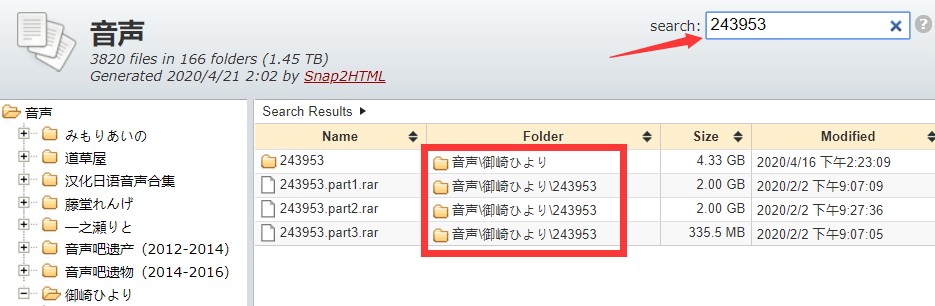 音声
search: 243953
3820 files in 166 folders (1.45 TB)
Generated 2020/4/21 2:02 by Snap2HTML
音声
みもりあいの
道草屋
汉化日语音声合集
藤堂れんげ
一之瀬りと
音声吧遗产（2012-2014）
音声吧遗物（2014-2016）
御崎ひより
Search Results
Name Folder Size Modified
243953 音声\御崎ひより 4.33 GB 2020/4/16 下午2:23:09
243953.part1.rar 音声\御崎ひより\243953 2.00 GB 2020/2/2 下午9:07:09
243953.part2.rar 音声\御崎ひより\243953 2.00 GB 2020/2/2 下午9:27:36
243953.part3.rar 音声\御崎ひより\243953 335.5 MB 2020/2/2 下午9:07:05